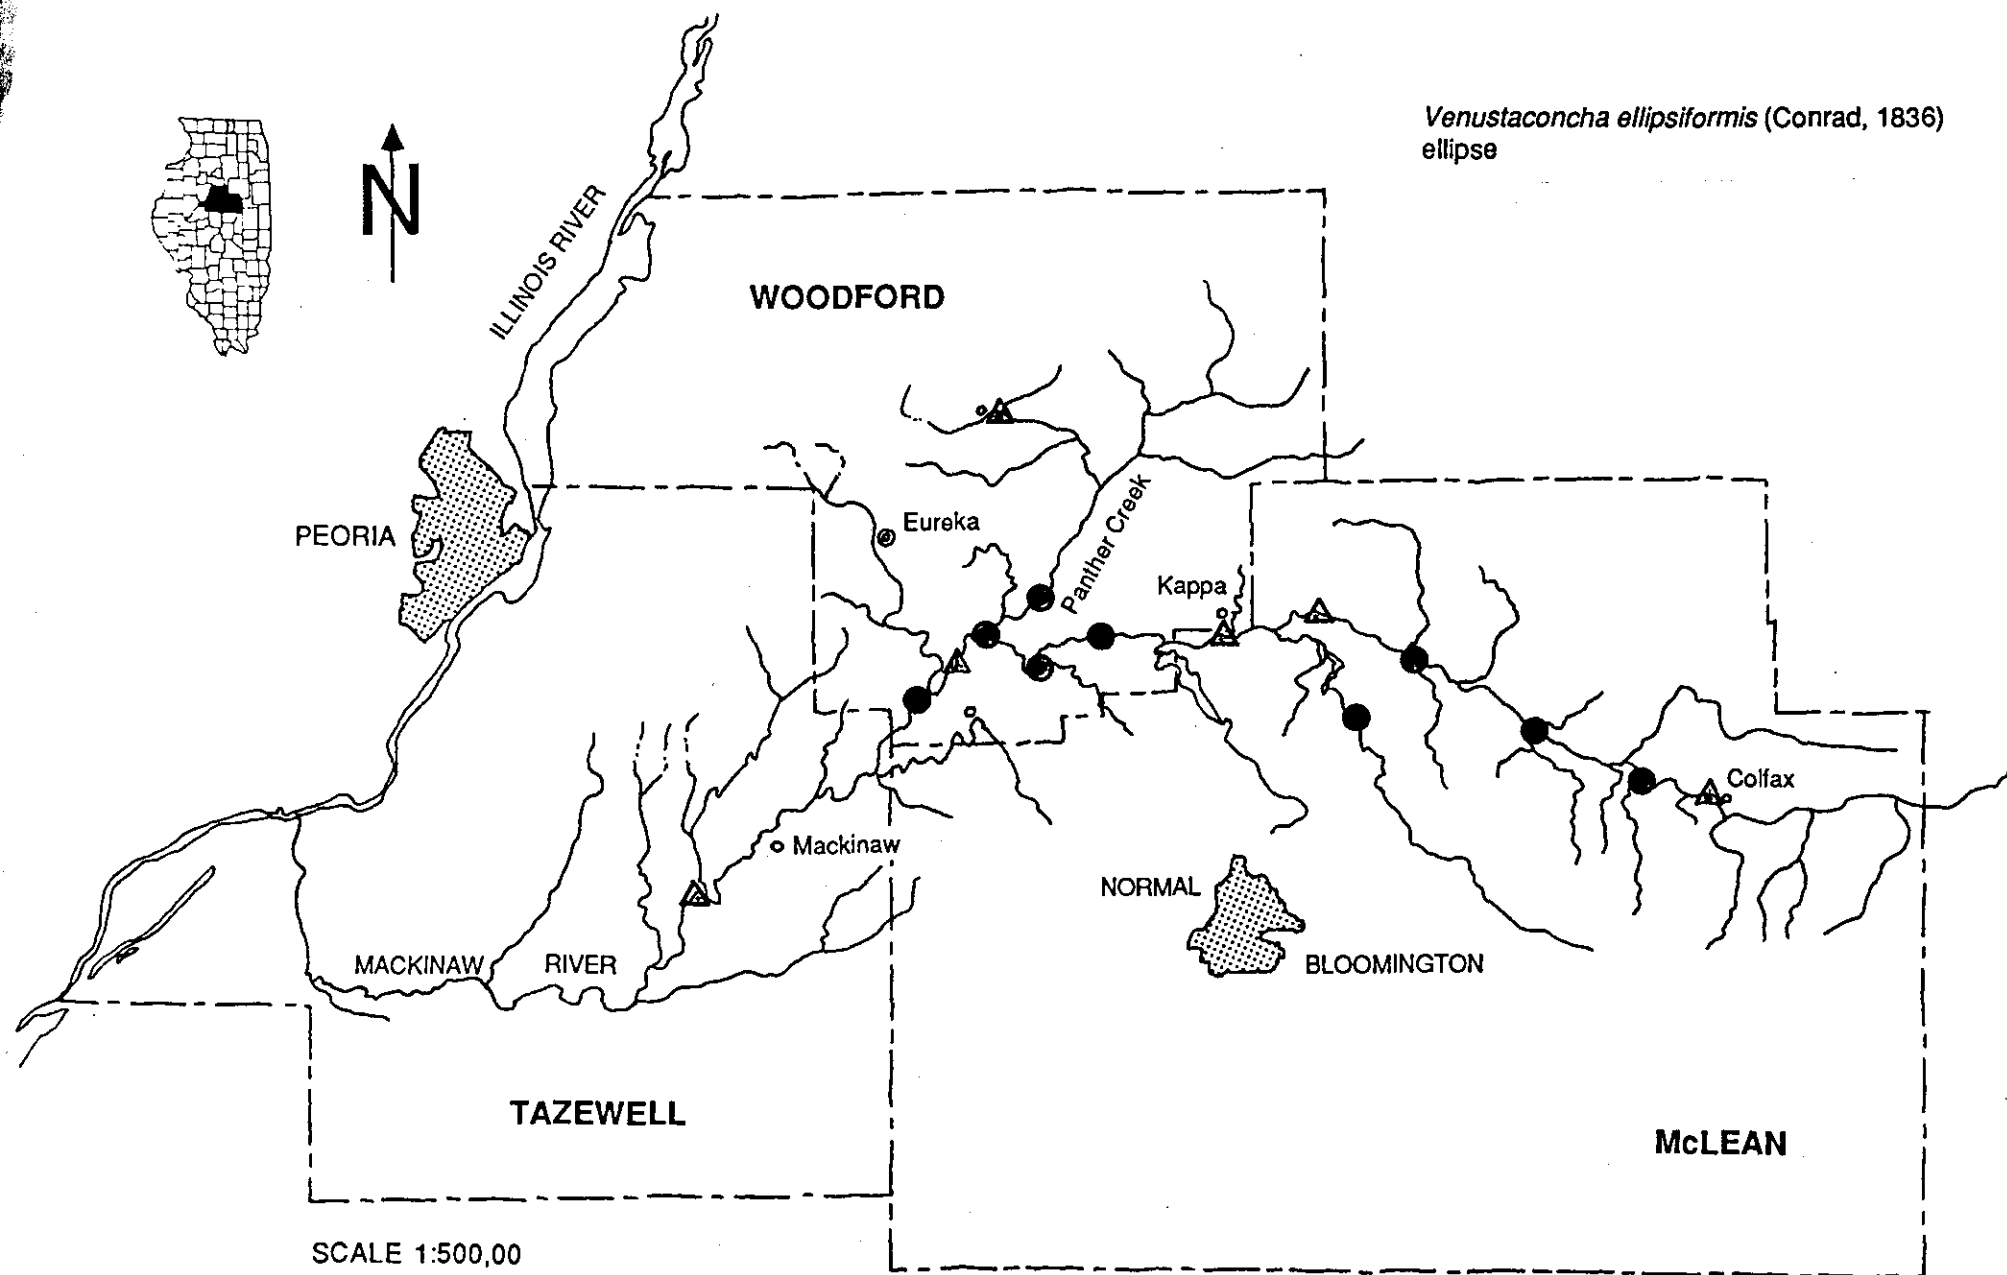 Venustaconcha ellipsiformis (Conrad, 1836)
ellipse
N
ILLINOIS RIVER
WOODFORD
PEORIA
Eureka
Panther Creek
Kappa
Colfax
Mackinaw
NORMAL
BLOOMINGTON
MACKINAW RIVER
TAZEWELL
McLEAN
SCALE 1:500,00